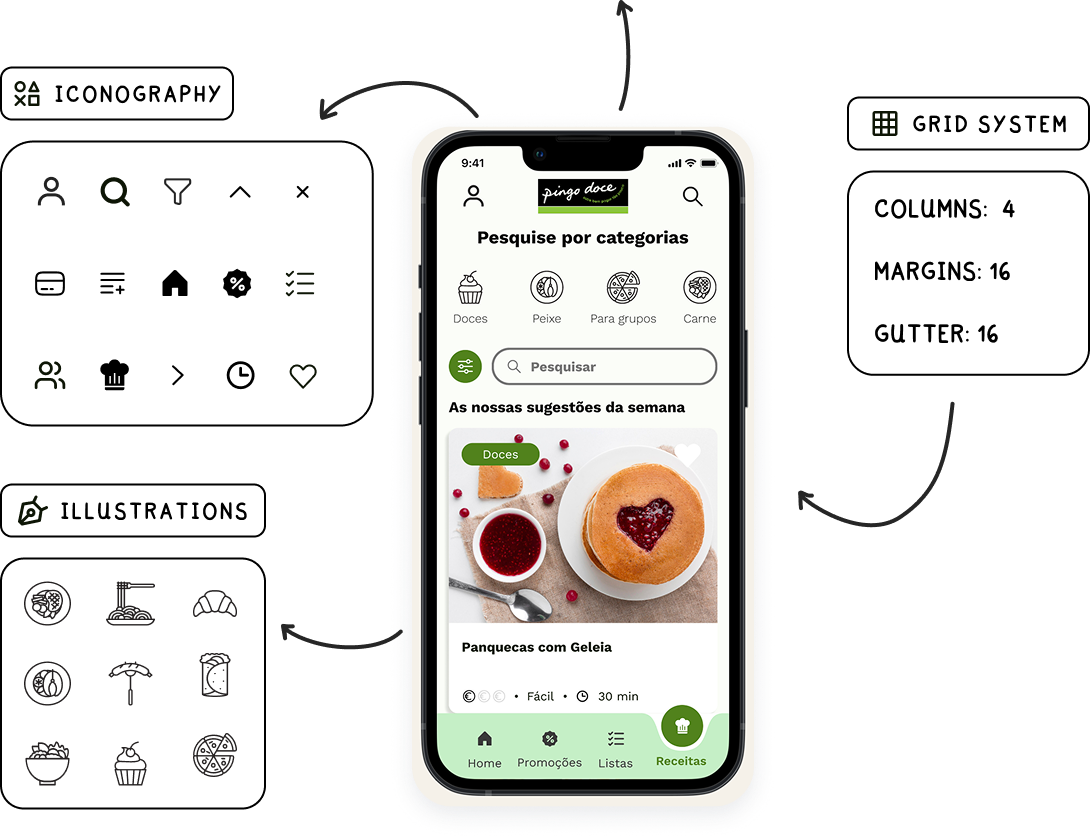 ICONOGRAPHY
GRID SYSTEM
COLUMNS: 4
MARGINS: 16
GUTTER: 16
ILLUSTRATIONS
9:41
pingo doce
Pesquise por categorias
Doces
Peixe
Para grupos
Carne
Pesquisar
As nossas sugestões da semana
Doces
Panquecas com Geleia
• Fácil • 30 min
Home
Promoções
Listas
Receitas